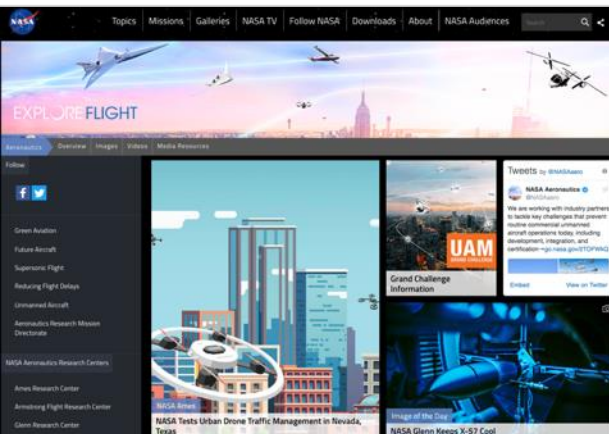 NASA
Topics Missions Galleries NASA TV Follow NASA Downloads About NASA Audiences Search
EXPLORE FLIGHT
Aeronautics Overview Images Videos Media Resources
Follow
Green Aviation
Future Aircraft
Supersonic Flight
Reducing Flight Delays
Unmanned Aircraft
Aeronautics Research Mission
Directorate
NASA Aeronautics Research Centers
Ames Research Center
Armstrong Flight Research Center
Glenn Research Center
NASA Ames
NASA Tests Urban Drone Traffic Management in Nevada,
Texas
UAM
GRAND CHALLENGE
Grand Challenge
Information
Tweets by @NASAaero
NASA Aeronautics
@NASAaero
We are working with industry partners
to tackle key challenges that prevent
routine commercial unmanned
aircraft operations today, including
development, integration, and
certification
Embed View on Twitter
Image of the Day
NASA Glenn Keeps X-57 Cool